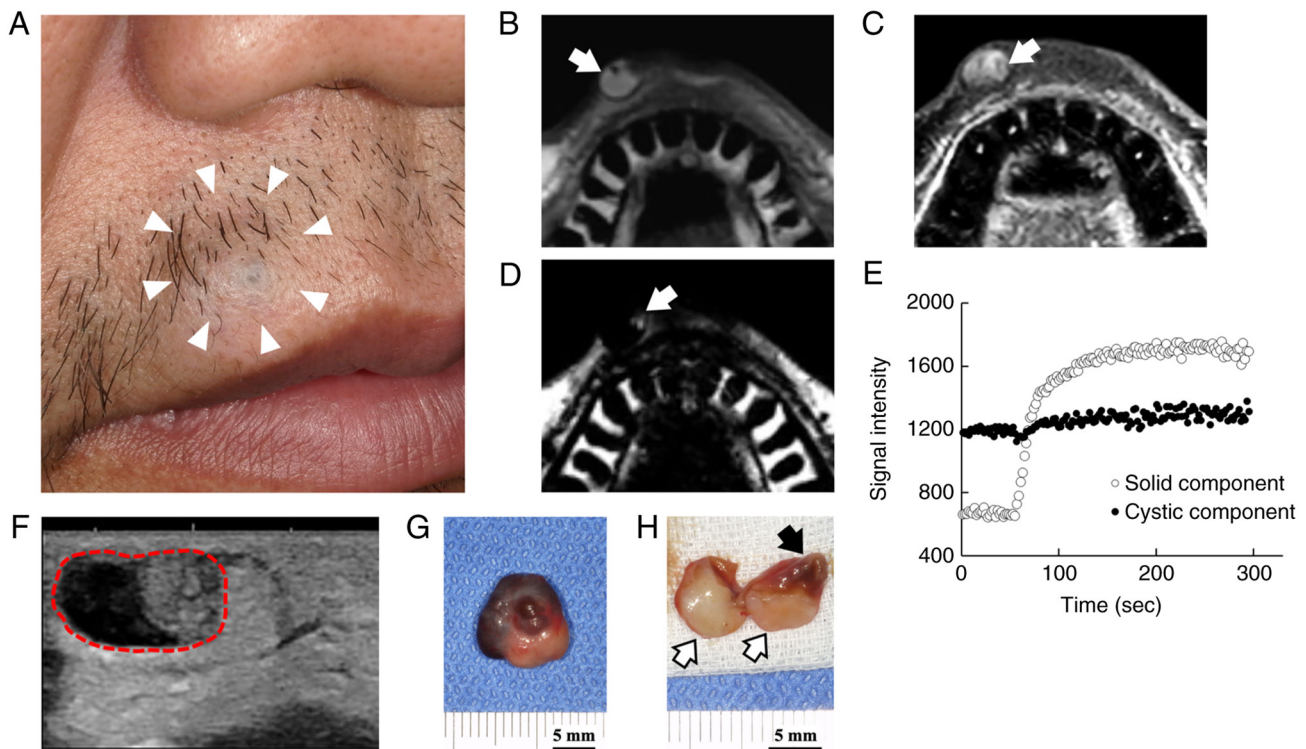 A
B
C
D
E
2000
1600
1200
800
400
0
100
200
300
Signal intensity
Time (sec)
Solid component
Cystic component
F
G
H
5 mm
5 mm